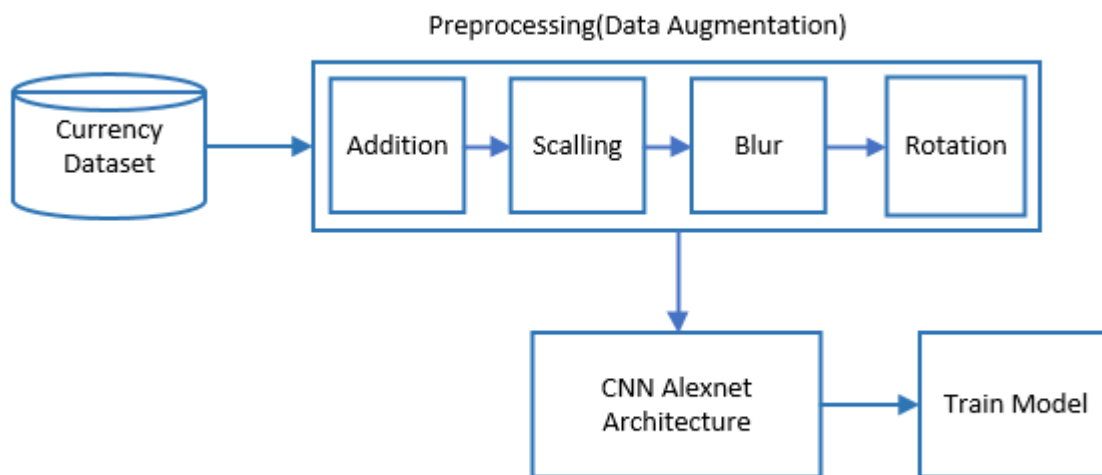 Preprocessing(Data Augmentation)
Currency
Dataset
Addition
Scalling
Blur
Rotation
CNN Alexnet
Architecture
Train Model